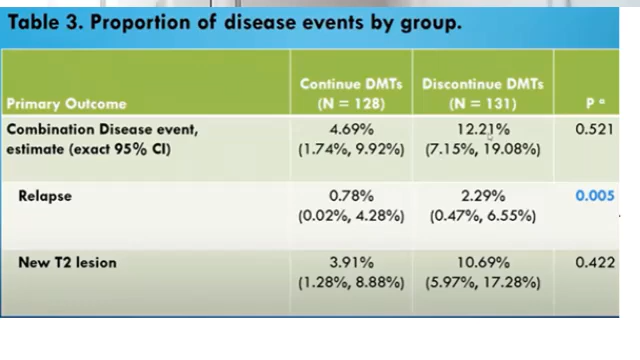 Table 3. Proportion of disease events by group.
Continue DMTs Discontinue DMTs
Primary Outcome (N = 128) (N = 131) P a
Combination Disease event, 4.69% 12.21% 0.521
estimate (exact 95% CI) (1.74%, 9.92%) (7.15%, 19.08%)
Relapse 0.78% 2.29% 0.005
(0.02%, 4.28%) (0.47%, 6.55%)
New T2 lesion 3.91% 10.69% 0.422
(1.28%, 8.88%) (5.97%, 17.28%)